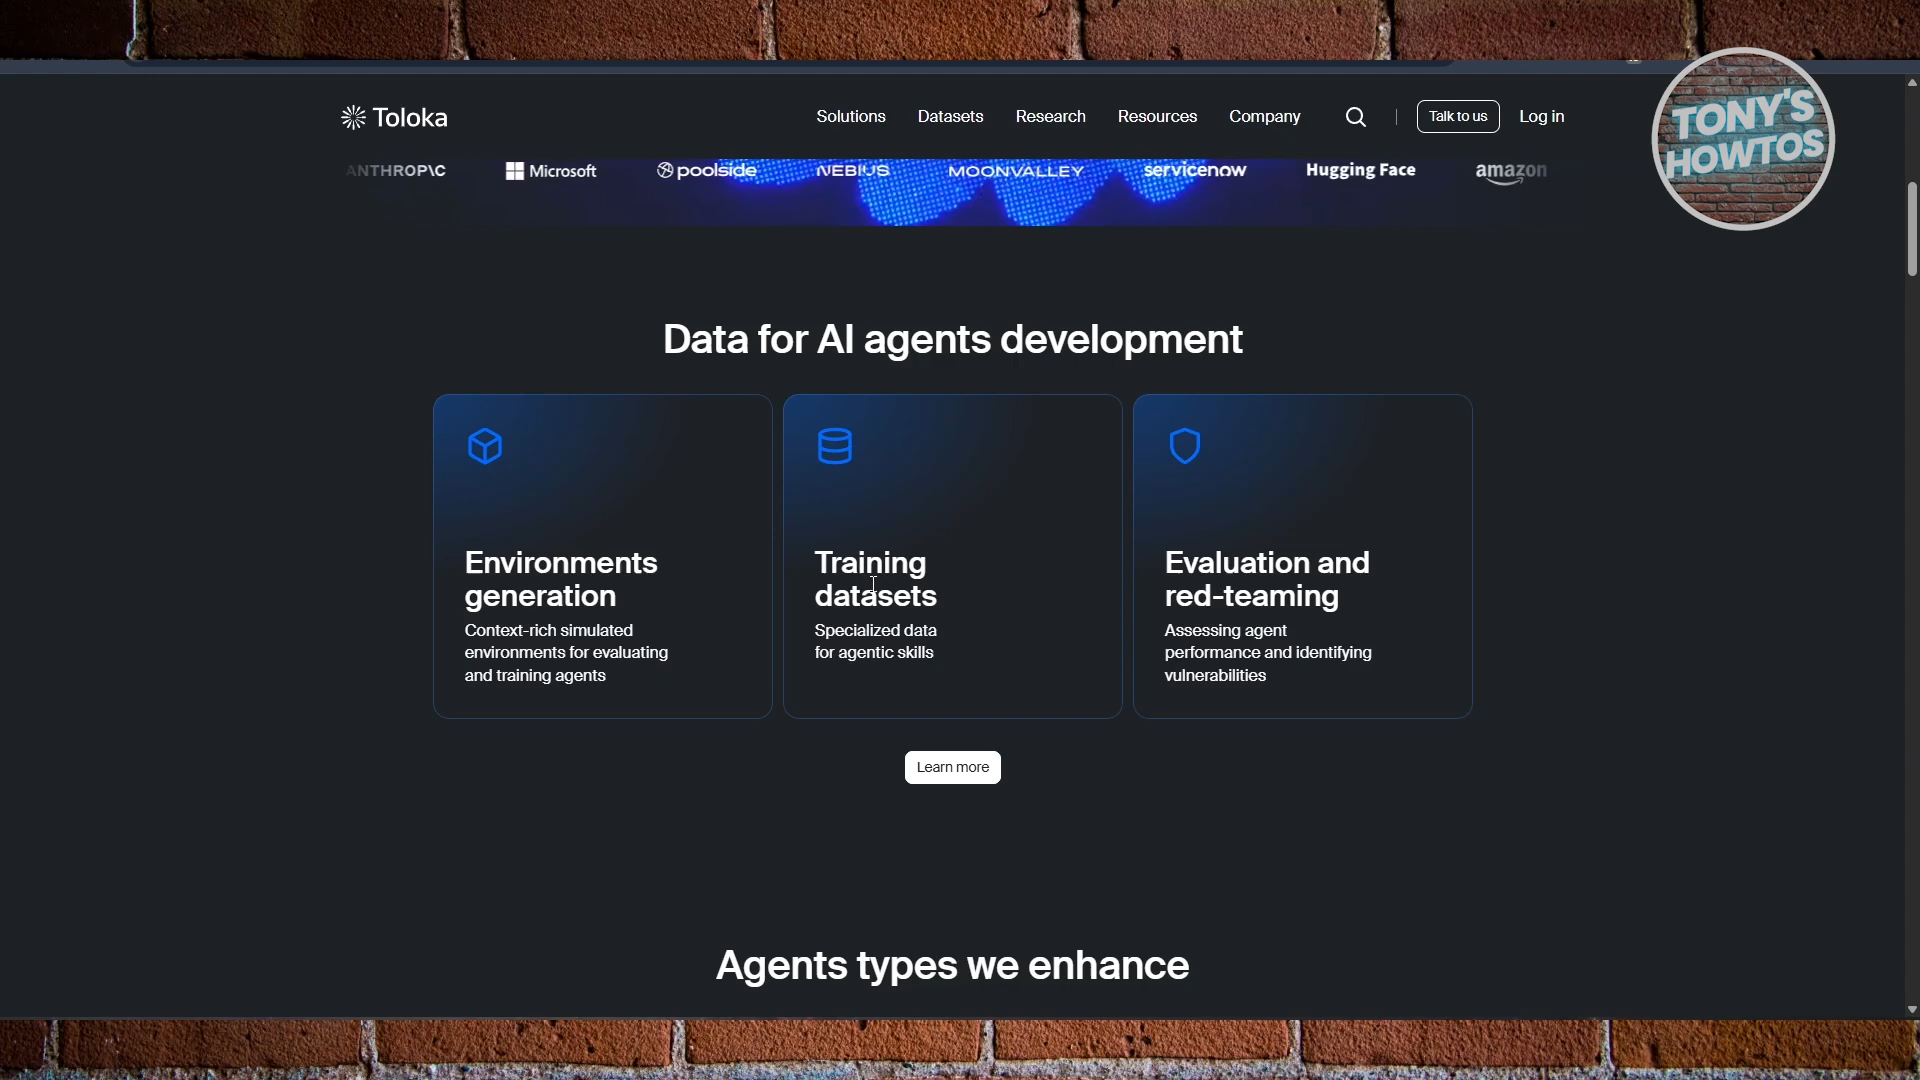 TONY'S
HOWTOS
Toloka
Solutions
Datasets
Research
Resources
Company
Talk to us
Log in
ANTHROP\C
Microsoft
poolside
NEBIUS
MOONVALLEY
servicenow
Hugging Face
amazon
Data for AI agents development
Environments
generation
Context-rich simulated
environments for evaluating
and training agents
Training
datasets
Specialized data
for agentic skills
Evaluation and
red-teaming
Assessing agent
performance and identifying
vulnerabilities
Learn more
Agents types we enhance